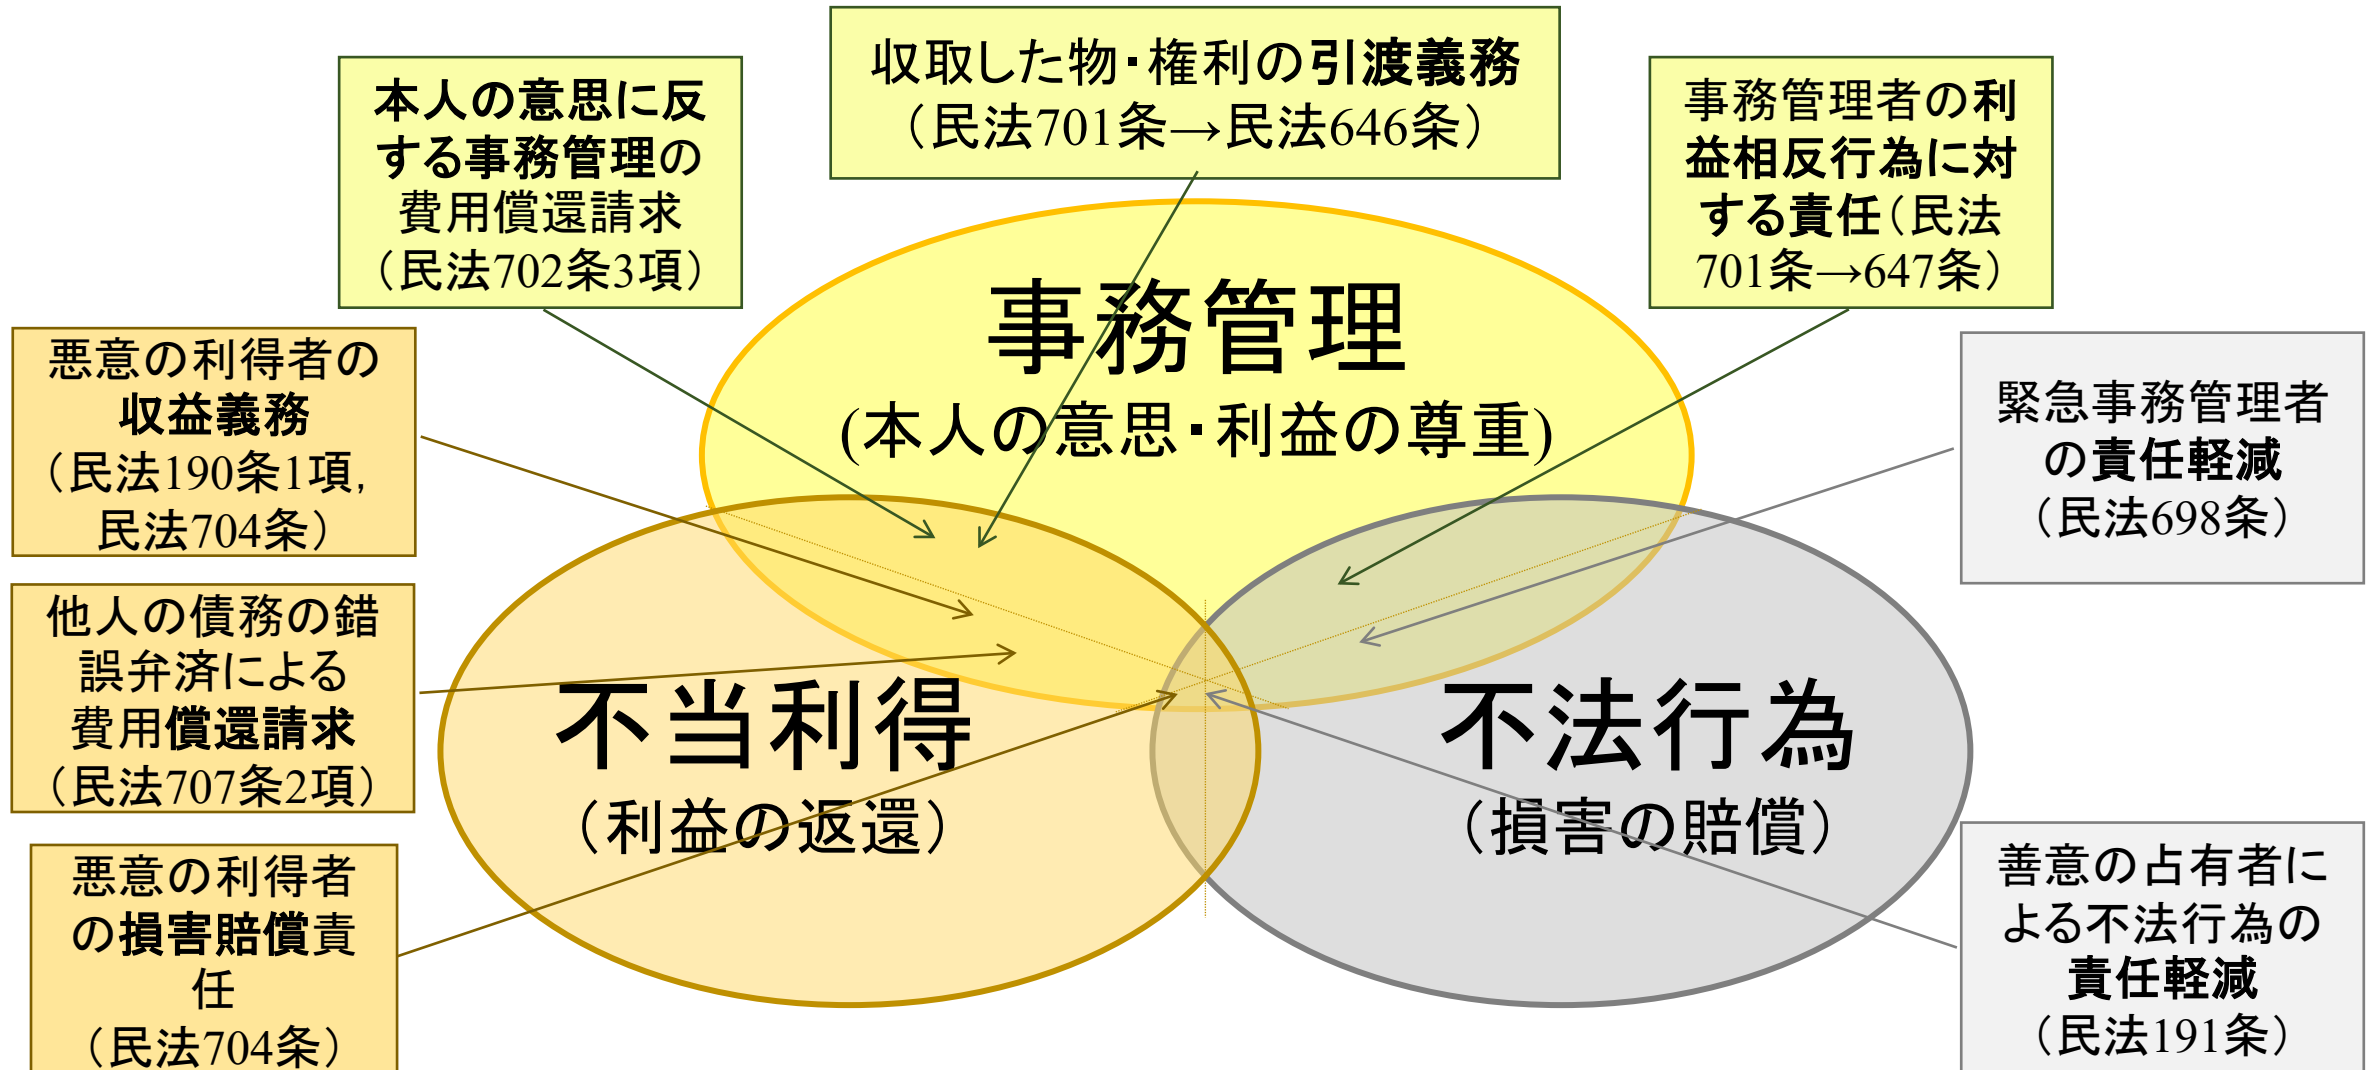 収取した物・権利の引渡義務
（民法701条→民法646条）
本人の意思に反
する事務管理の
費用償還請求
（民法702条3項）
事務管理者の利
益相反行為に対
する責任（民法
701条→647条）
事務管理
(本人の意思・利益の尊重)
悪意の利得者の
収益義務
（民法190条1項，
民法704条）
緊急事務管理者
の責任軽減
（民法698条）
他人の債務の錯
誤弁済による
費用償還請求
（民法707条2項）
不当利得
（利益の返還）
不法行為
（損害の賠償）
悪意の利得者
の損害賠償責
任
（民法704条）
善意の占有者に
よる不法行為の
責任軽減
（民法191条）